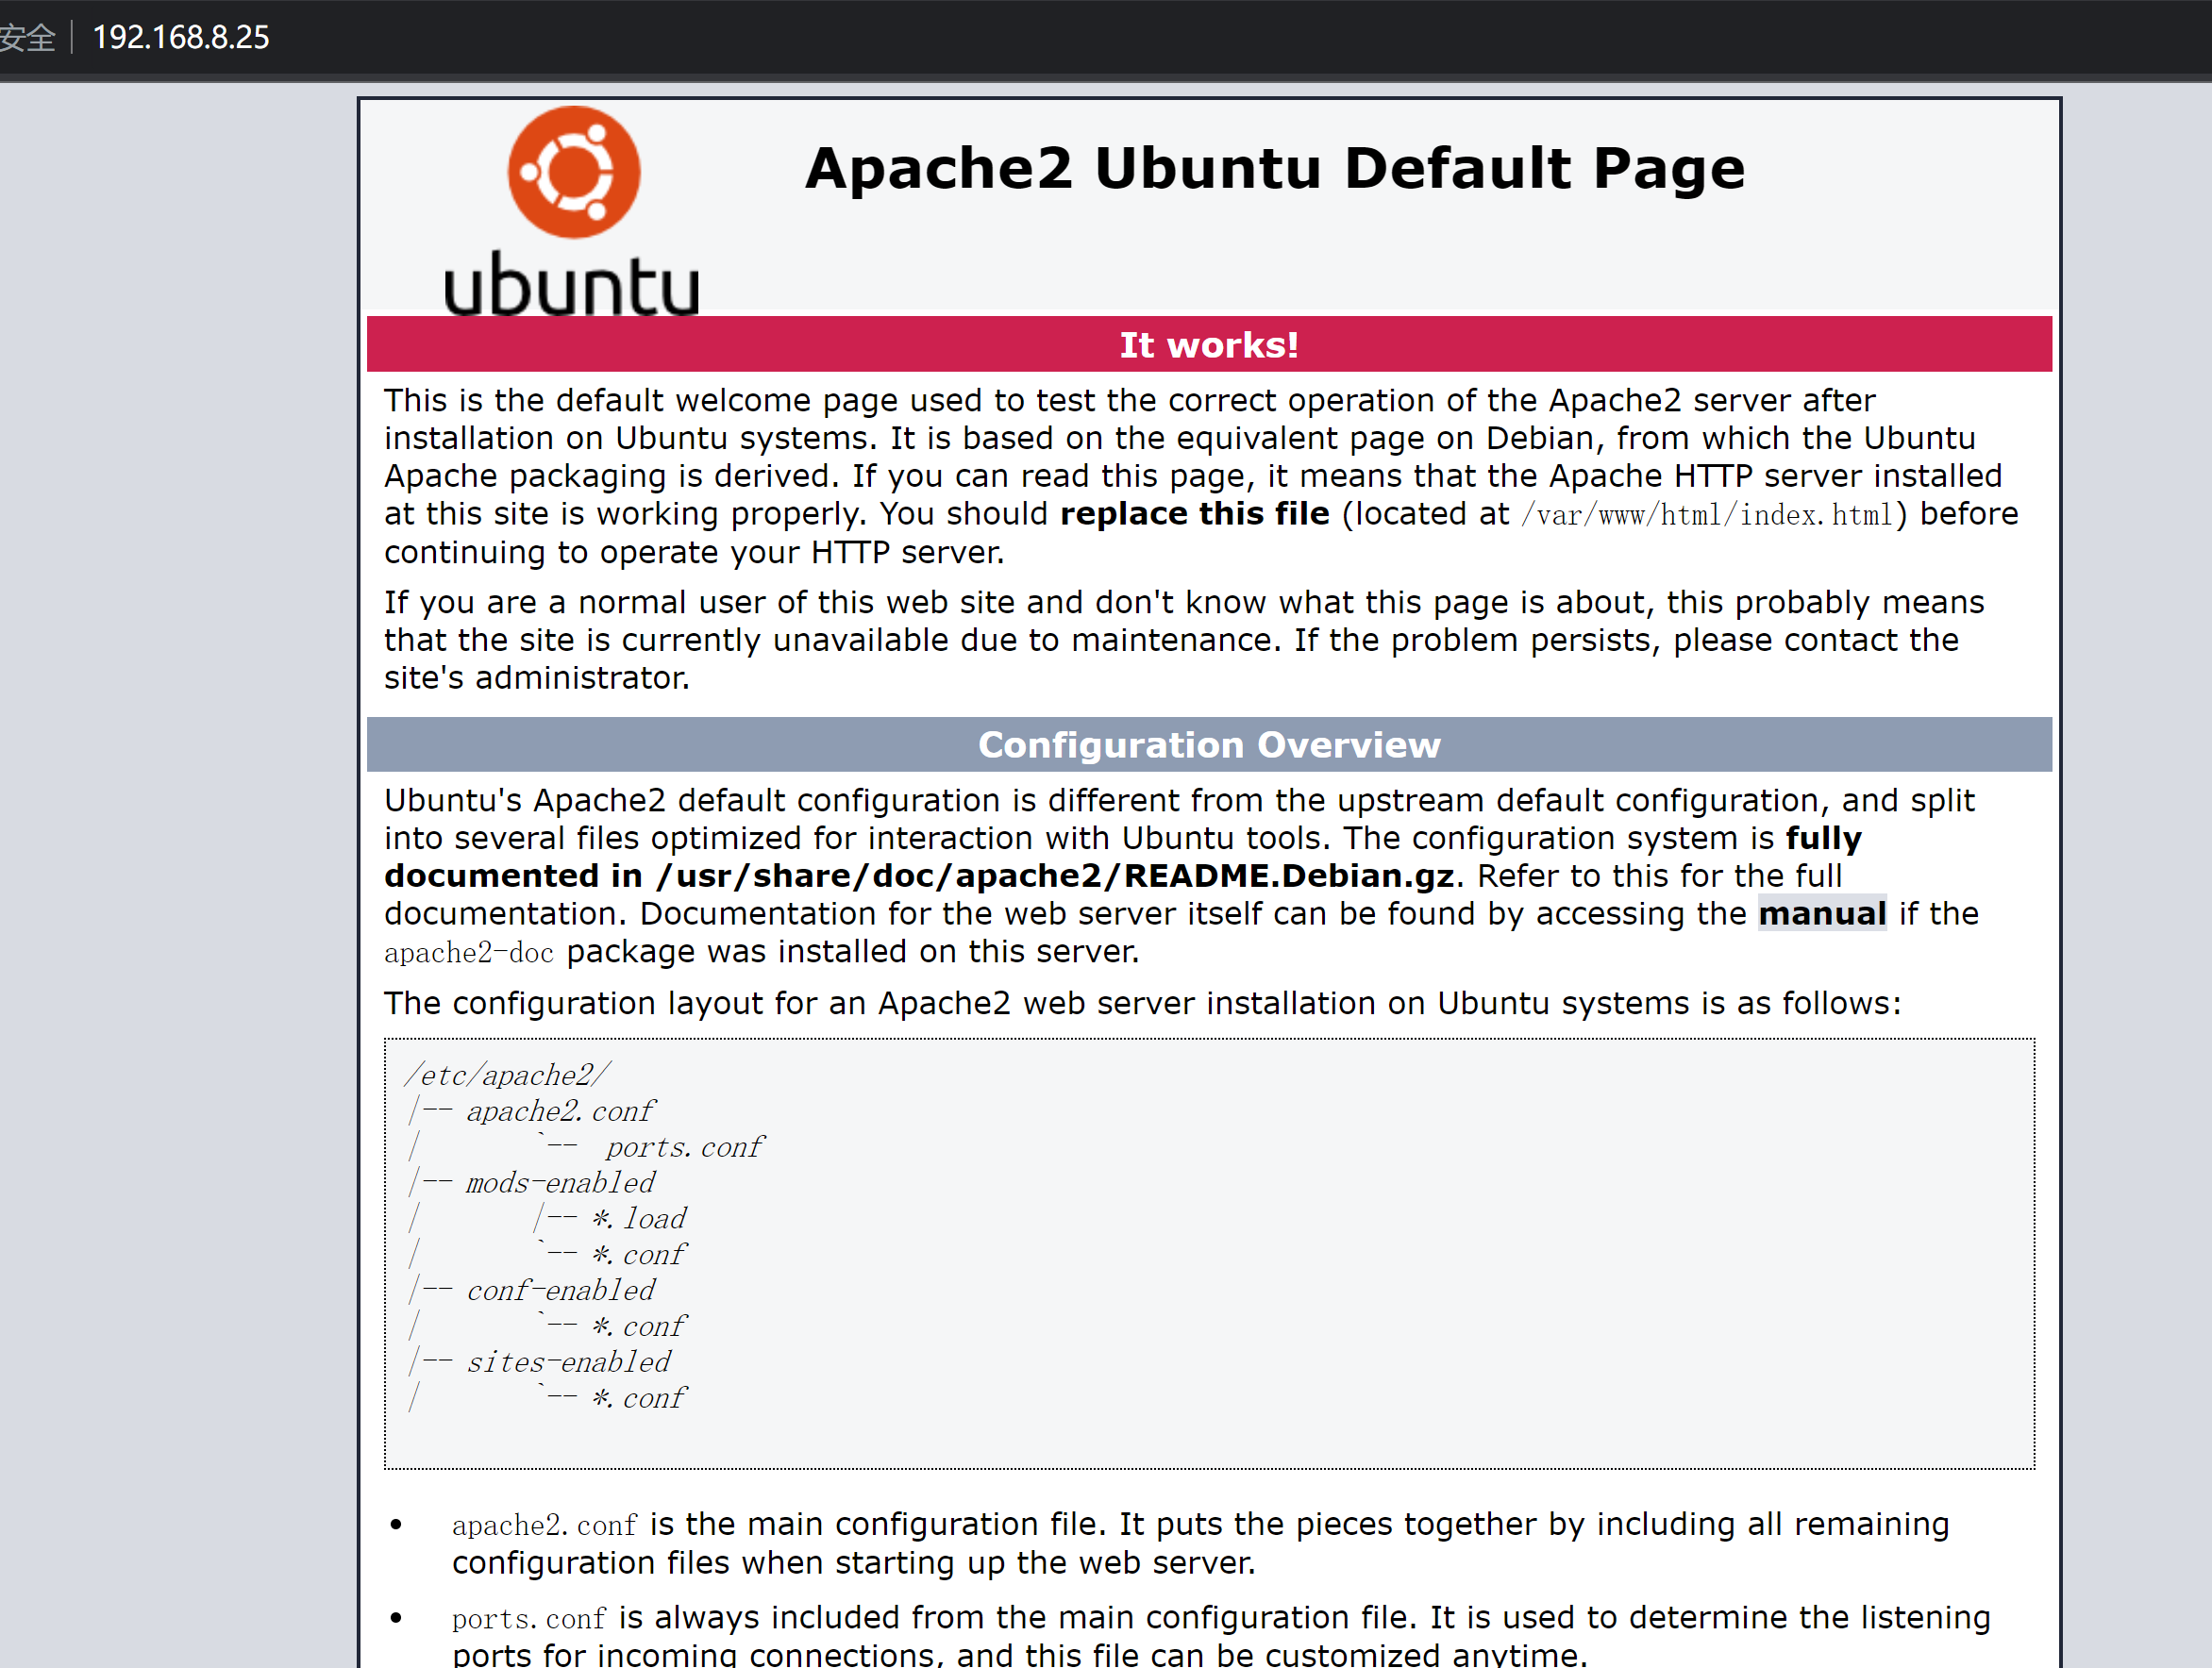 安全 192.168.8.25
Apache2 Ubuntu Default Page
ubuntu
It works!
This is the default welcome page used to test the correct operation of the Apache2 server after
installation on Ubuntu systems. It is based on the equivalent page on Debian, from which the Ubuntu
Apache packaging is derived. If you can read this page, it means that the Apache HTTP server installed
at this site is working properly. You should replace this file (located at /var/www/html/index.html) before
continuing to operate your HTTP server.
If you are a normal user of this web site and don't know what this page is about, this probably means
that the site is currently unavailable due to maintenance. If the problem persists, please contact the
site's administrator.
Configuration Overview
Ubuntu's Apache2 default configuration is different from the upstream default configuration, and split
into several files optimized for interaction with Ubuntu tools. The configuration system is fully
documented in /usr/share/doc/apache2/README.Debian.gz. Refer to this for the full
documentation. Documentation for the web server itself can be found by accessing the manual if the
apache2-doc package was installed on this server.
The configuration layout for an Apache2 web server installation on Ubuntu systems is as follows:
/etc/apache2/
|-- apache2.conf
|       `--  ports.conf
|-- mods-enabled
|       |-- *.load
|       `-- *.conf
|-- conf-enabled
|       `-- *.conf
|-- sites-enabled
|       `-- *.conf
• apache2.conf is the main configuration file. It puts the pieces together by including all remaining
configuration files when starting up the web server.
• ports.conf is always included from the main configuration file. It is used to determine the listening
ports for incoming connections, and this file can be customized anytime.